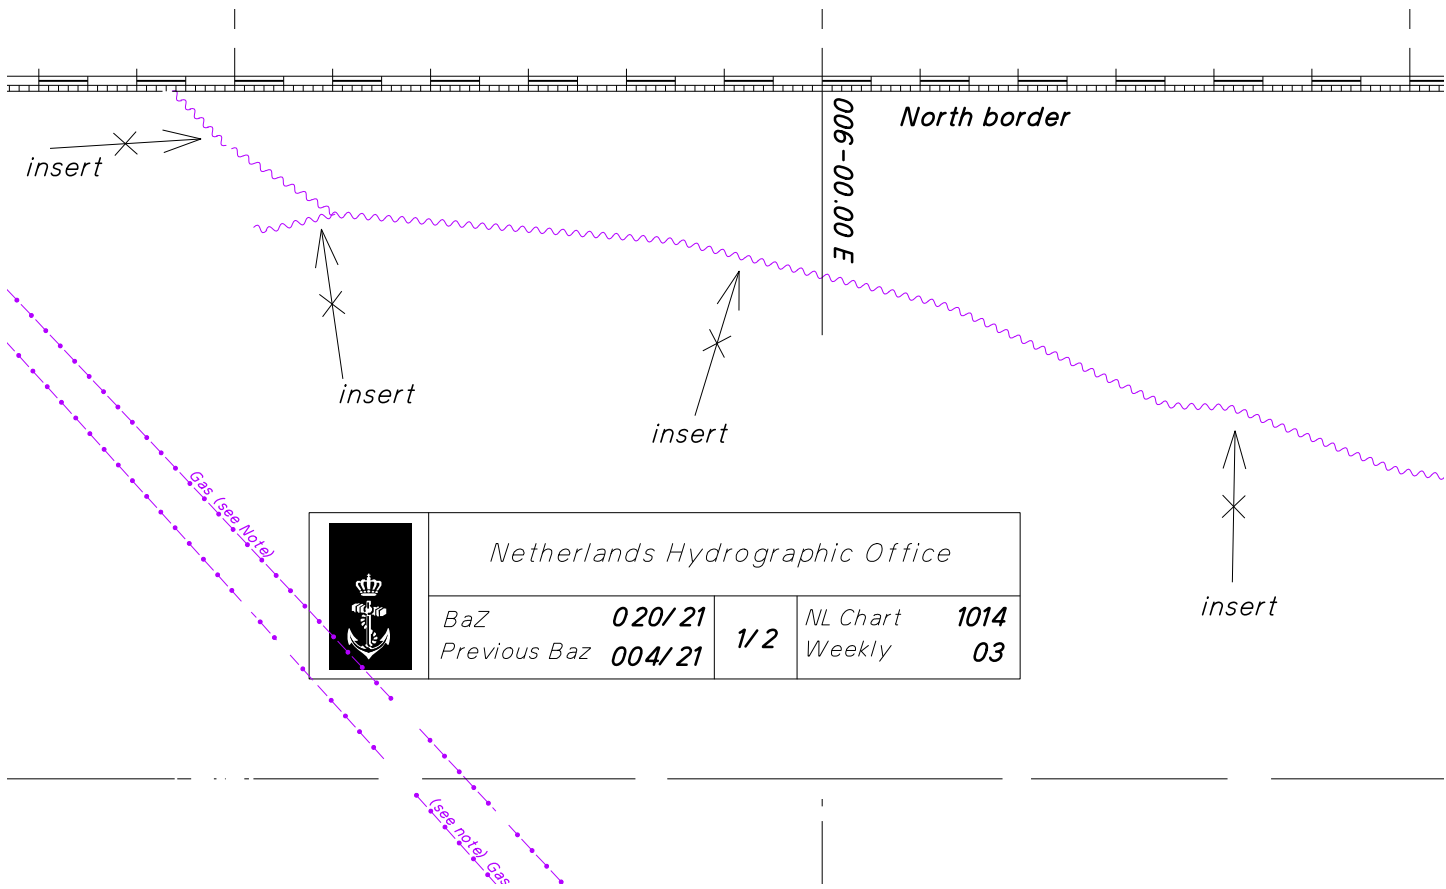 North border
006-00.00 E
insert
insert
insert
Gas (see Note)
Netherlands Hydrographic Office
BaZ 020/21
Previous Baz 004/21
1/2
NL Chart 1014
Weekly 03
insert
(see note) Gas